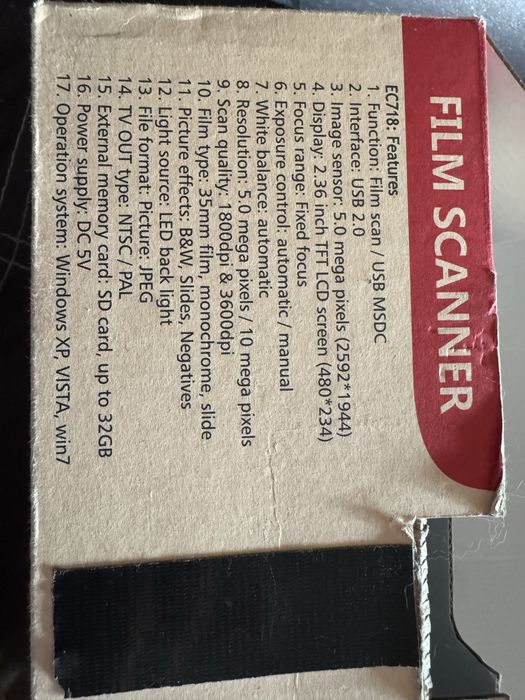 FILM SCANNER
EC718: Features
1. Function: Film scan / USB MSDC
2. Interface: USB 2.0
3. Image sensor: 5.0 mega pixels (2592*1944)
4. Display: 2.36 inch TFT LCD screen (480*234)
5. Focus range: Fixed focus
6. Exposure control: automatic / manual
7. White balance: automatic
8. Resolution: 5.0 mega pixels / 10 mega pixels
9. Scan quality: 1800dpi & 3600dpi
10. Film type: 35mm film, monochrome, slide
11. Picture effects: B&W, Slides, Negatives
12. Light source: LED back light
13. File format: Picture: JPEG
14. TV OUT type: NTSC / PAL
15. External memory card: SD card, up to 32GB
16. Power supply: DC 5V
17. Operation system: Windows XP, VISTA, win7